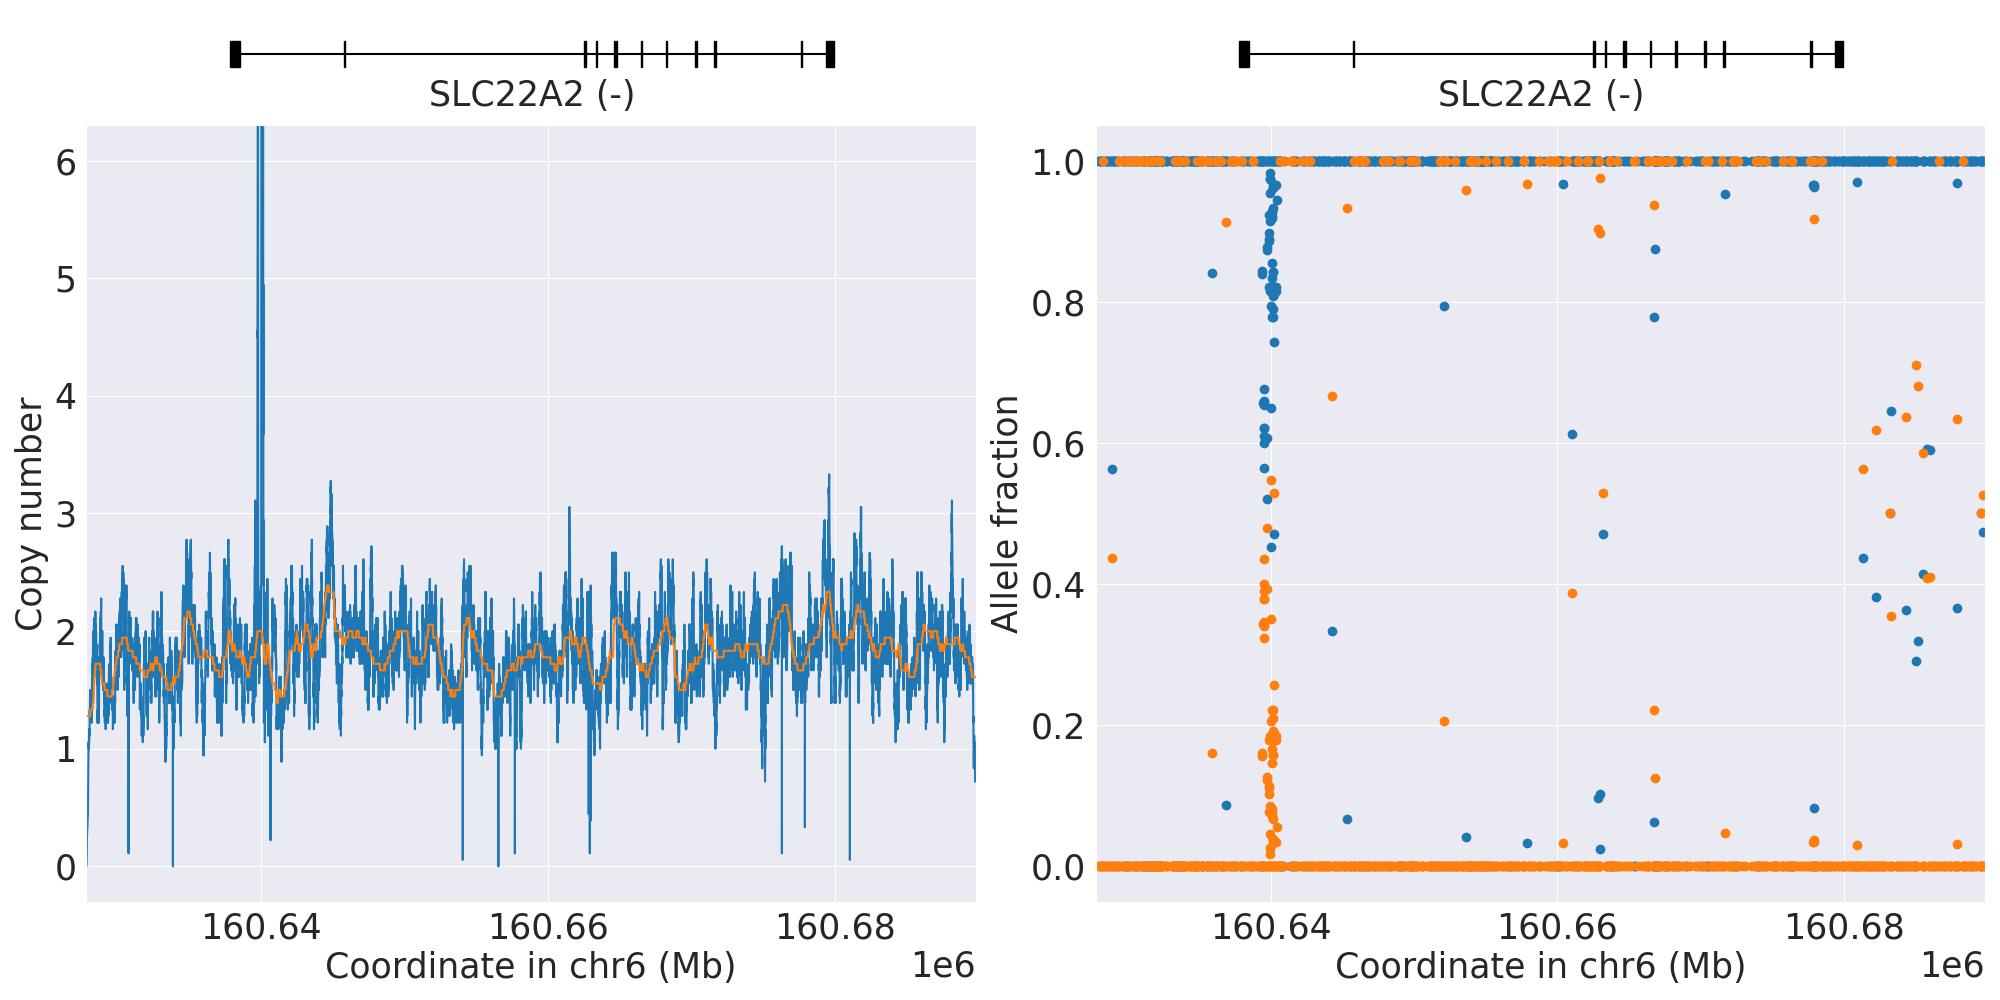 SLC22A2 (-)
Copy number
6
5
4
3
2
1
0
160.64
160.66
160.68
Coordinate in chr6 (Mb)
1e6
SLC22A2 (-)
Allele fraction
1.0
0.8
0.6
0.4
0.2
0.0
160.64
160.66
160.68
Coordinate in chr6 (Mb)
1e6